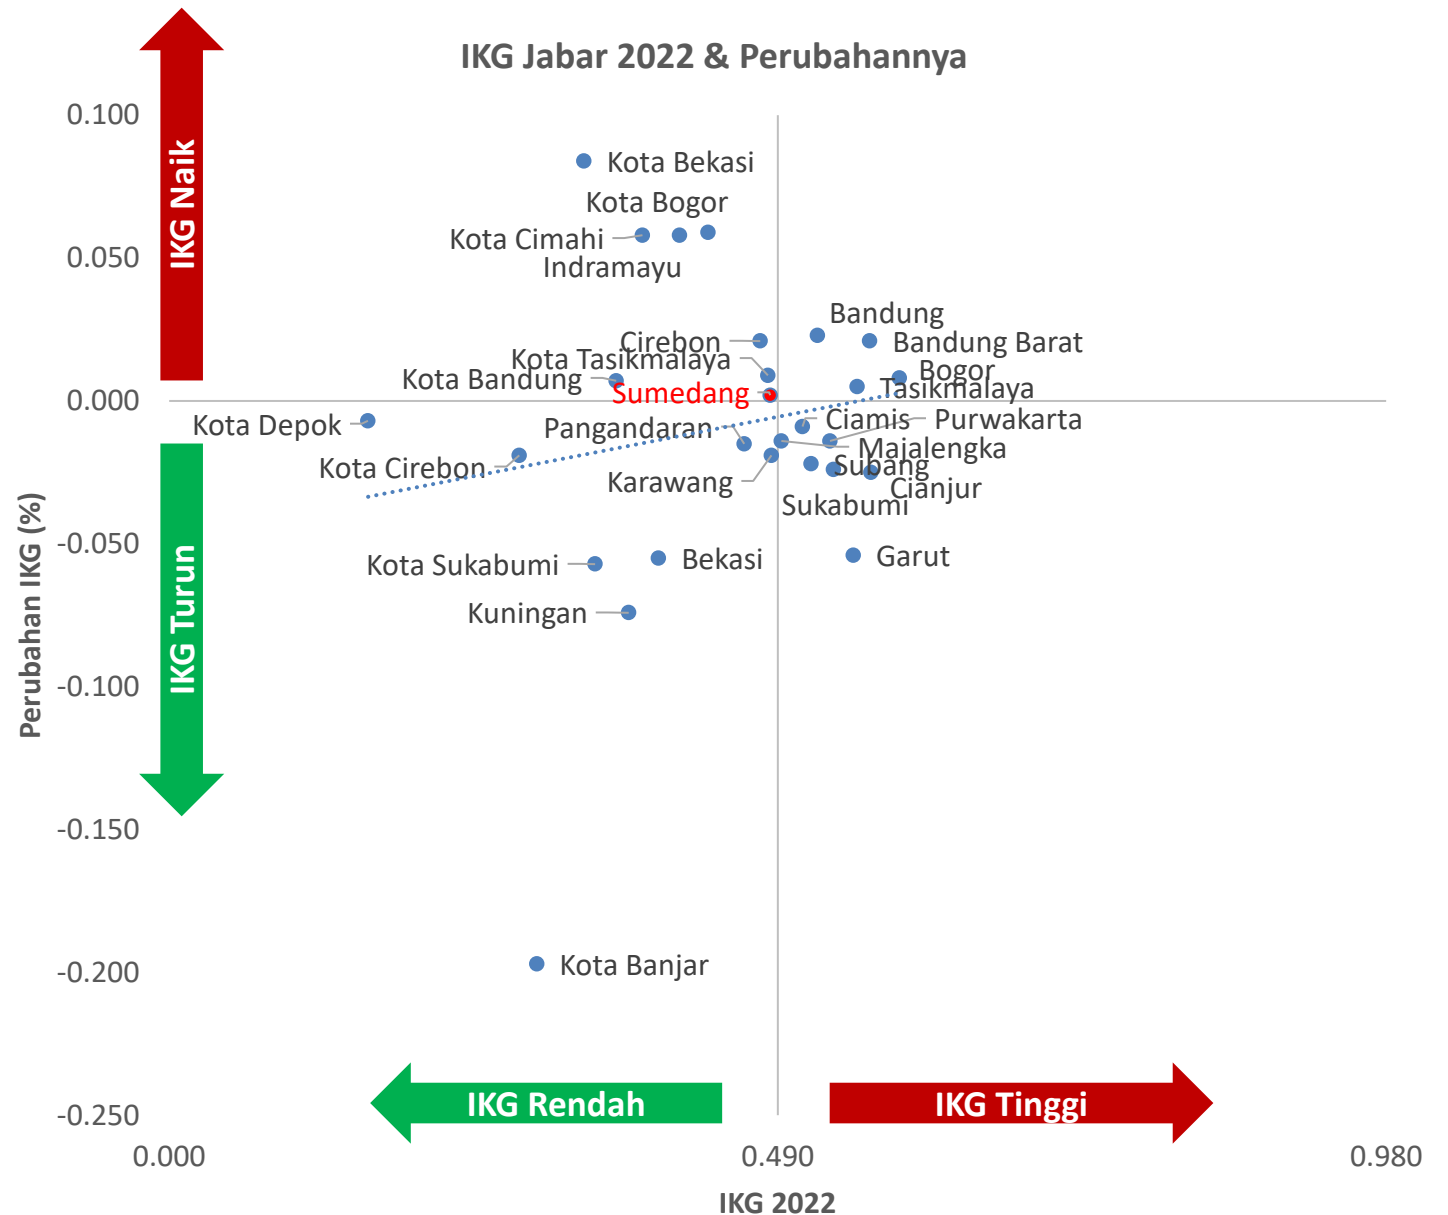 IKG Jabar 2022 & Perubahannya
IKG Naik
IKG Turun
Perubahan IKG (%)
0.100
0.050
0.000
-0.050
-0.100
-0.150
-0.200
-0.250
Kota Bekasi
Kota Bogor
Kota Cimahi
Indramayu
Bandung
Cirebon
Bandung Barat
Kota Tasikmalaya
Bogor
Kota Bandung
Tasikmalaya
Sumedang
Kota Depok
Pangandaran
Ciamis
Purwakarta
Majalengka
Kota Cirebon
Subang
Karawang
Cianjur
Sukabumi
Kota Sukabumi
Bekasi
Garut
Kuningan
Kota Banjar
IKG Rendah
IKG Tinggi
0.000
0.490
0.980
IKG 2022